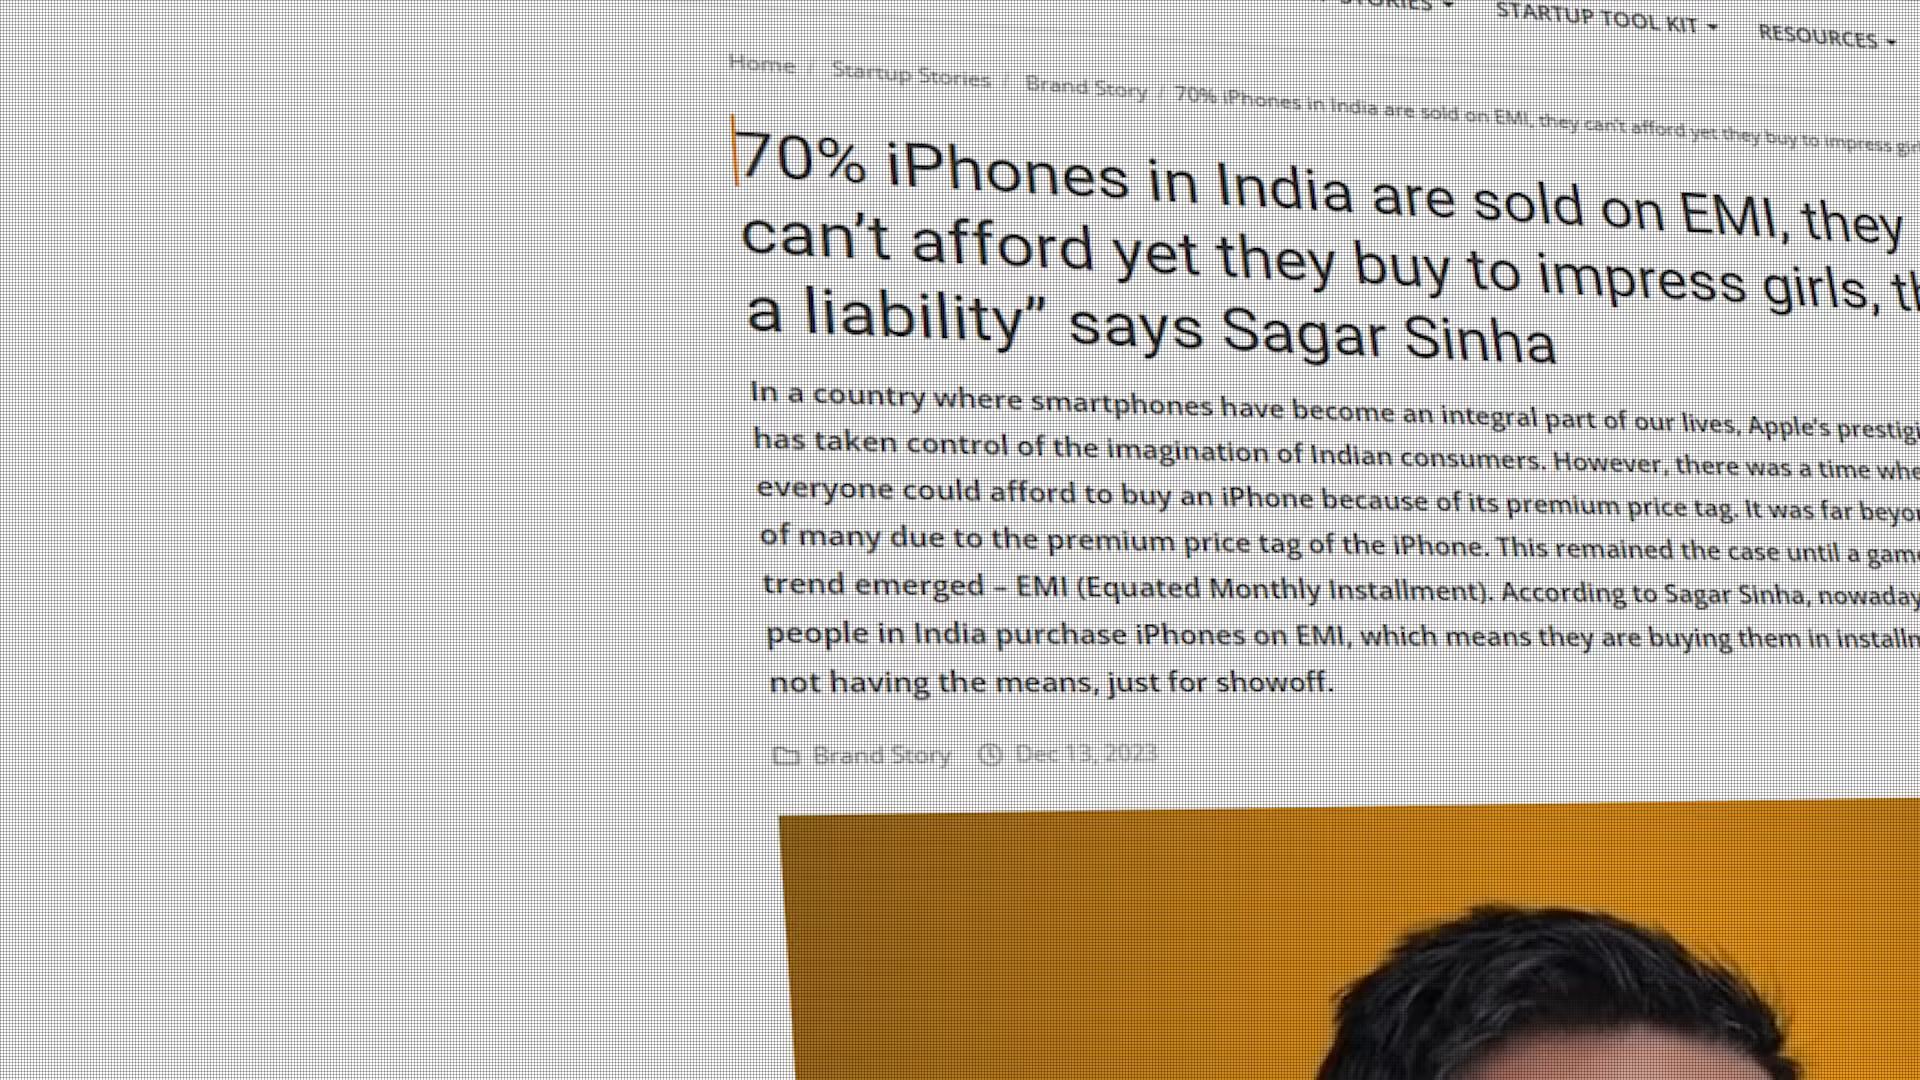 STORIES STARTUP TOOL KIT RESOURCES
Home / Startup Stories / Brand Story / 70% iPhones in India are sold on EMI, they can't afford yet they buy to impress
70% iPhones in India are sold on EMI, they
can't afford yet they buy to impress girls,
a liability” says Sagar Sinha
In a country where smartphones have become an integral part of our lives, Apple's
has taken control of the imagination of Indian consumers. However, there was a time
everyone could afford to buy an iPhone because of its premium price tag. It was far
of many due to the premium price tag of the iPhone. This remained the case until a
trend emerged – EMI (Equated Monthly Installment). According to Sagar Sinha,
people in India purchase iPhones on EMI, which means they are buying them in
not having the means, just for showoff.
Brand Story Dec 13, 2023